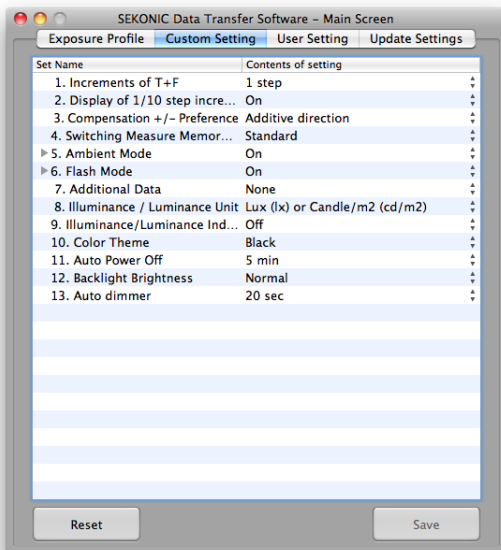 SEKONIC Data Transfer Software – Main Screen
Exposure Profile Custom Setting User Setting Update Settings
Set Name Contents of setting
1. Increments of T+F 1 step
2. Display of 1/10 step incre... On
3. Compensation +/- Preference Additive direction
4. Switching Measure Memor... Standard
5. Ambient Mode On
6. Flash Mode On
7. Additional Data None
8. Illuminance / Luminance Unit Lux (lx) or Candle/m2 (cd/m2)
9. Illuminance/Luminance Ind... Off
10. Color Theme Black
11. Auto Power Off 5 min
12. Backlight Brightness Normal
13. Auto dimmer 20 sec
Reset Save